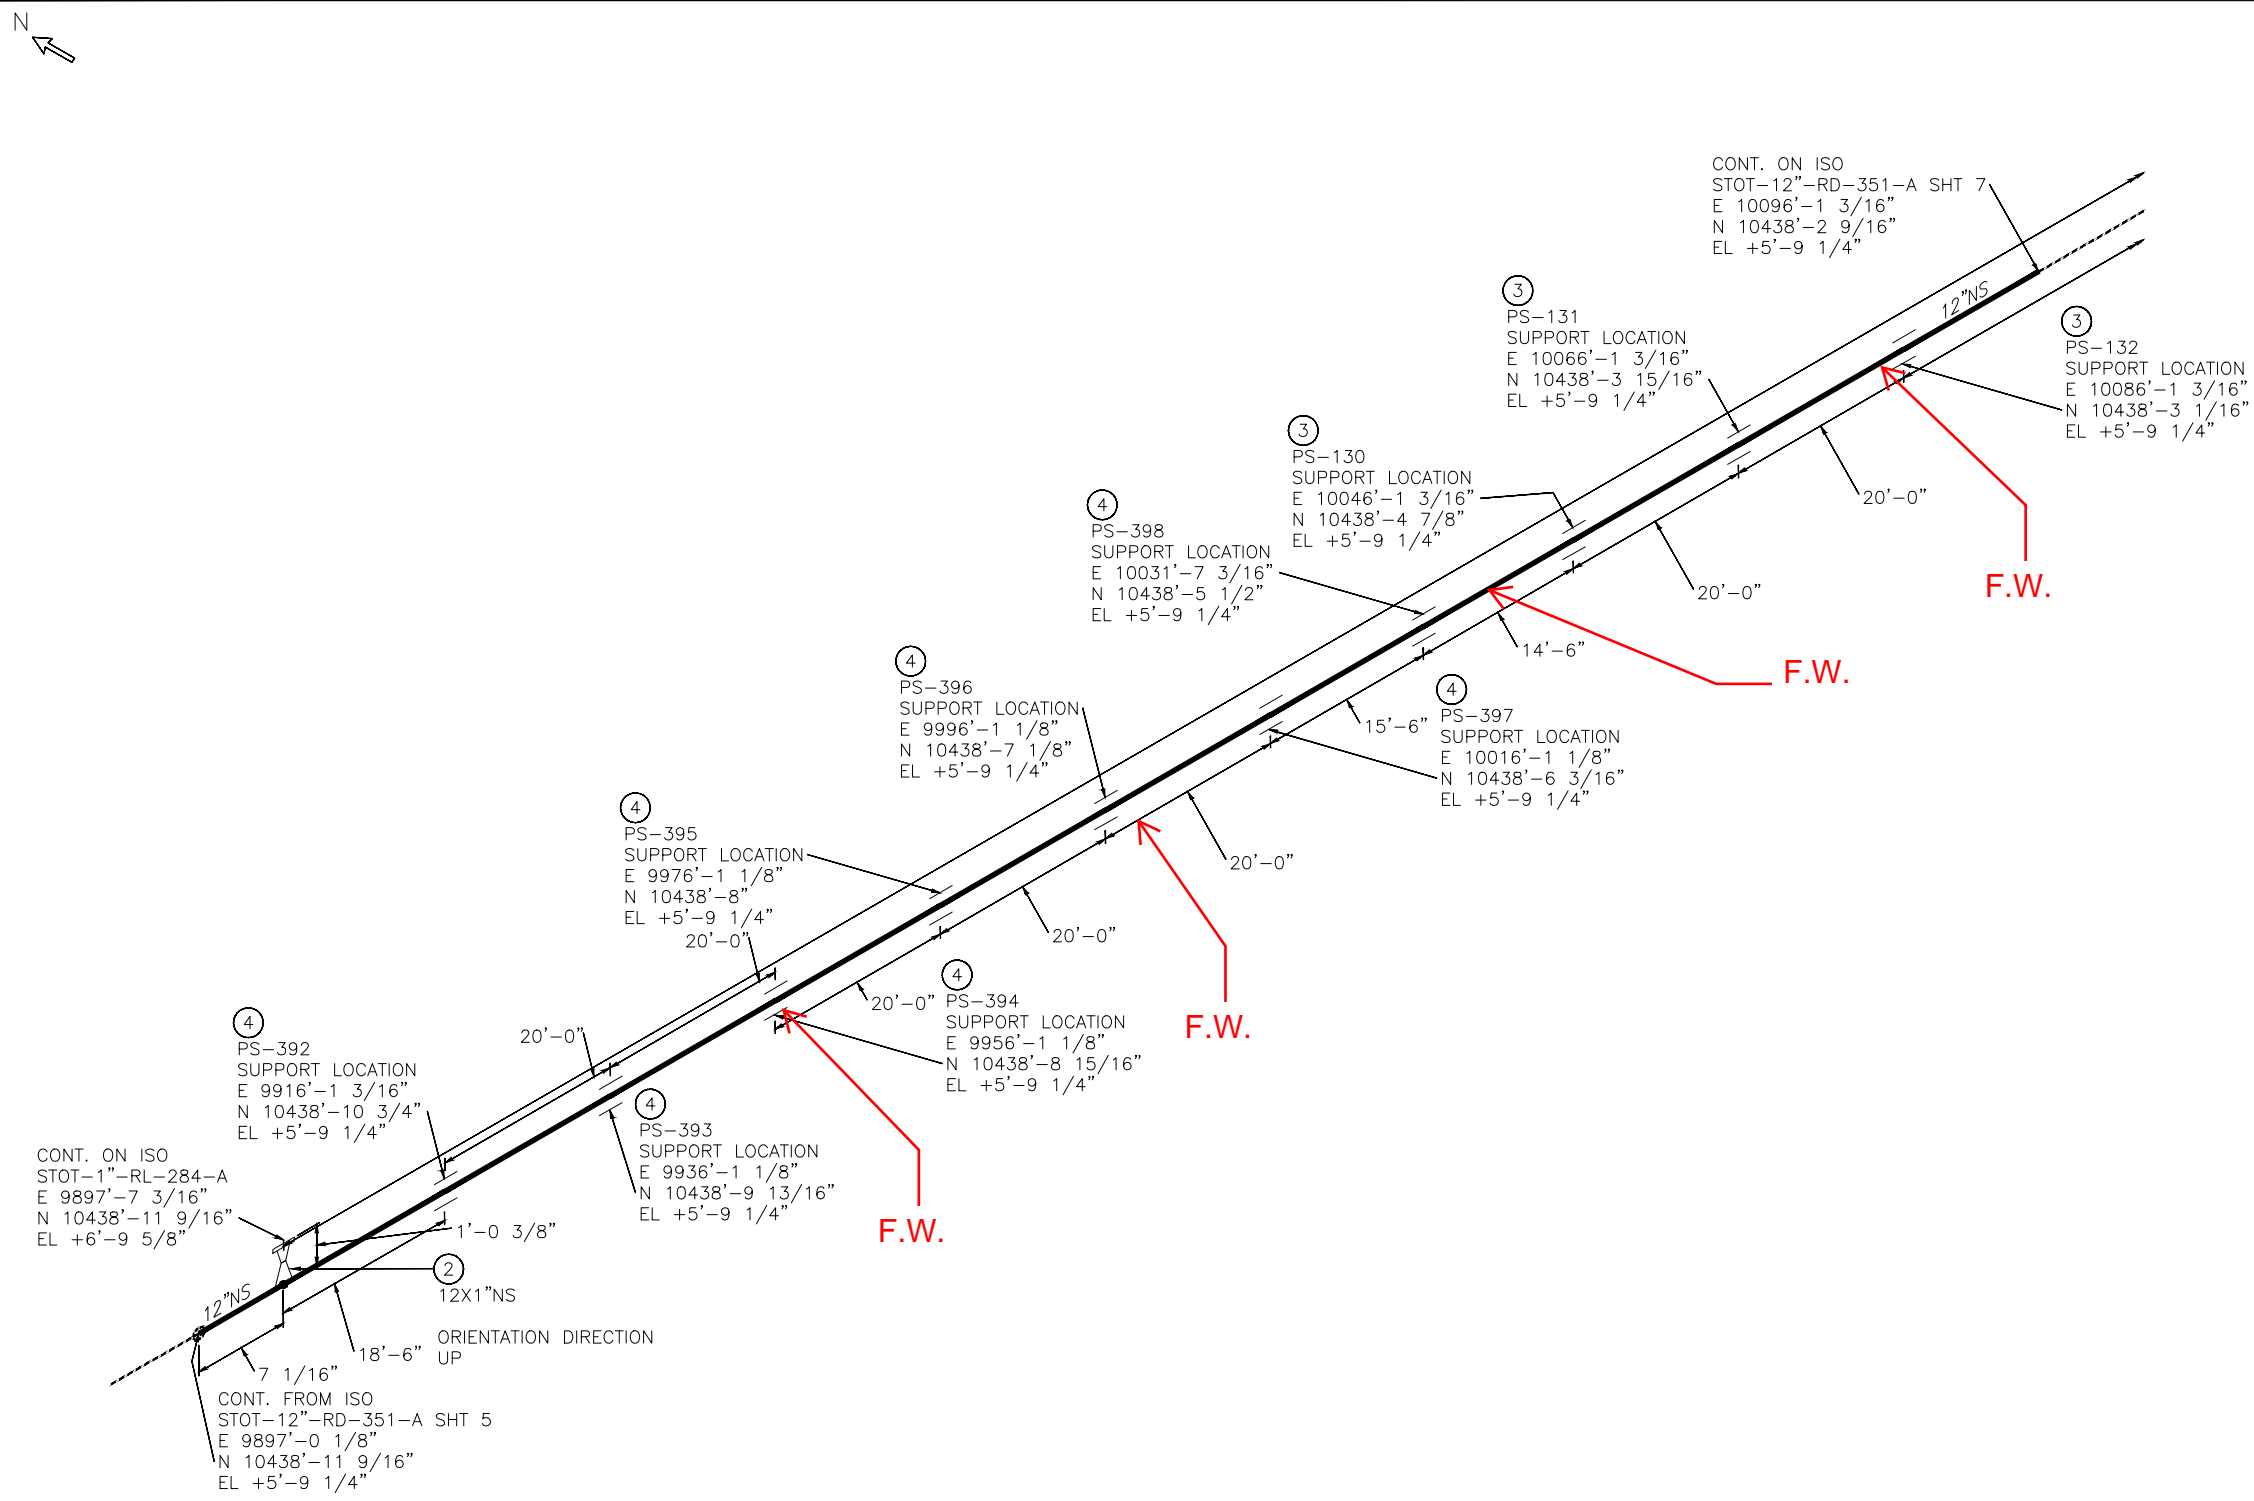 N
CONT. ON ISO
STOT-12"-RD-351-A SHT 7
E 10096'-1 3/16"
N 10438'-2 9/16"
EL +5'-9 1/4"
12"NS
3
PS-131
SUPPORT LOCATION
E 10066'-1 3/16"
N 10438'-3 15/16"
EL +5'-9 1/4"
3
PS-132
SUPPORT LOCATION
E 10086'-1 3/16"
N 10438'-3 1/16"
EL +5'-9 1/4"
3
PS-130
SUPPORT LOCATION
E 10046'-1 3/16"
N 10438'-4 7/8"
EL +5'-9 1/4"
20'-0"
F.W.
4
PS-398
SUPPORT LOCATION
E 10031'-7 3/16"
N 10438'-5 1/2"
EL +5'-9 1/4"
20'-0"
14'-6"
F.W.
4
PS-396
SUPPORT LOCATION
E 9996'-1 1/8"
N 10438'-7 1/8"
EL +5'-9 1/4"
15'-6"
4
PS-397
SUPPORT LOCATION
E 10016'-1 1/8"
N 10438'-6 3/16"
EL +5'-9 1/4"
4
PS-395
SUPPORT LOCATION
E 9976'-1 1/8"
N 10438'-8"
EL +5'-9 1/4"
20'-0"
20'-0"
20'-0"
20'-0"
F.W.
4
PS-394
SUPPORT LOCATION
E 9956'-1 1/8"
N 10438'-8 15/16"
EL +5'-9 1/4"
4
PS-392
SUPPORT LOCATION
E 9916'-1 3/16"
N 10438'-10 3/4"
EL +5'-9 1/4"
20'-0"
4
PS-393
SUPPORT LOCATION
E 9936'-1 1/8"
N 10438'-9 13/16"
EL +5'-9 1/4"
F.W.
CONT. ON ISO
STOT-1"-RL-284-A
E 9897'-7 3/16"
N 10438'-11 9/16"
EL +6'-9 5/8"
1'-0 3/8"
2
12X1"NS
12"NS
ORIENTATION DIRECTION
UP
18'-6"
7 1/16"
CONT. FROM ISO
STOT-12"-RD-351-A SHT 5
E 9897'-0 1/8"
N 10438'-11 9/16"
EL +5'-9 1/4"